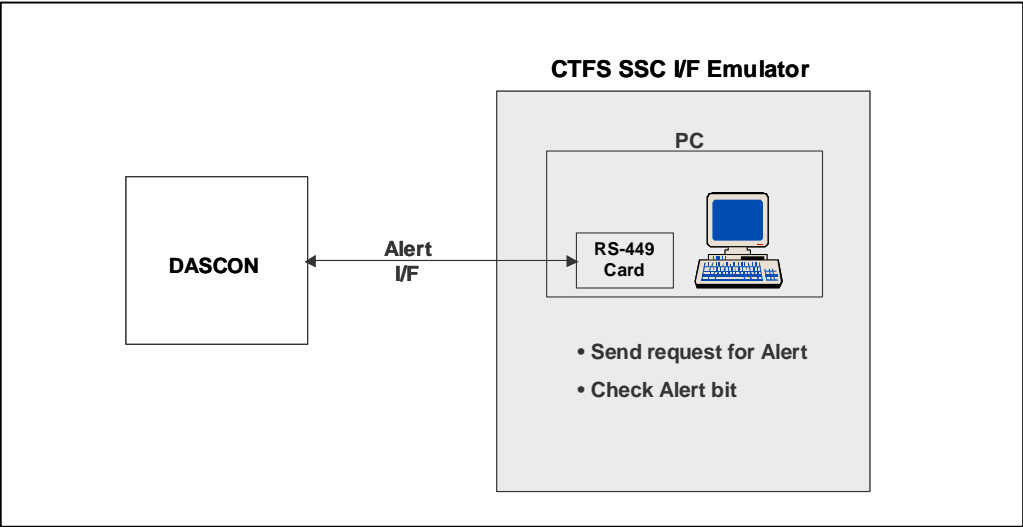 CTFS SSC I/F Emulator
PC
DASCON
Alert
I/F
RS-449
Card
• Send request for Alert
• Check Alert bit